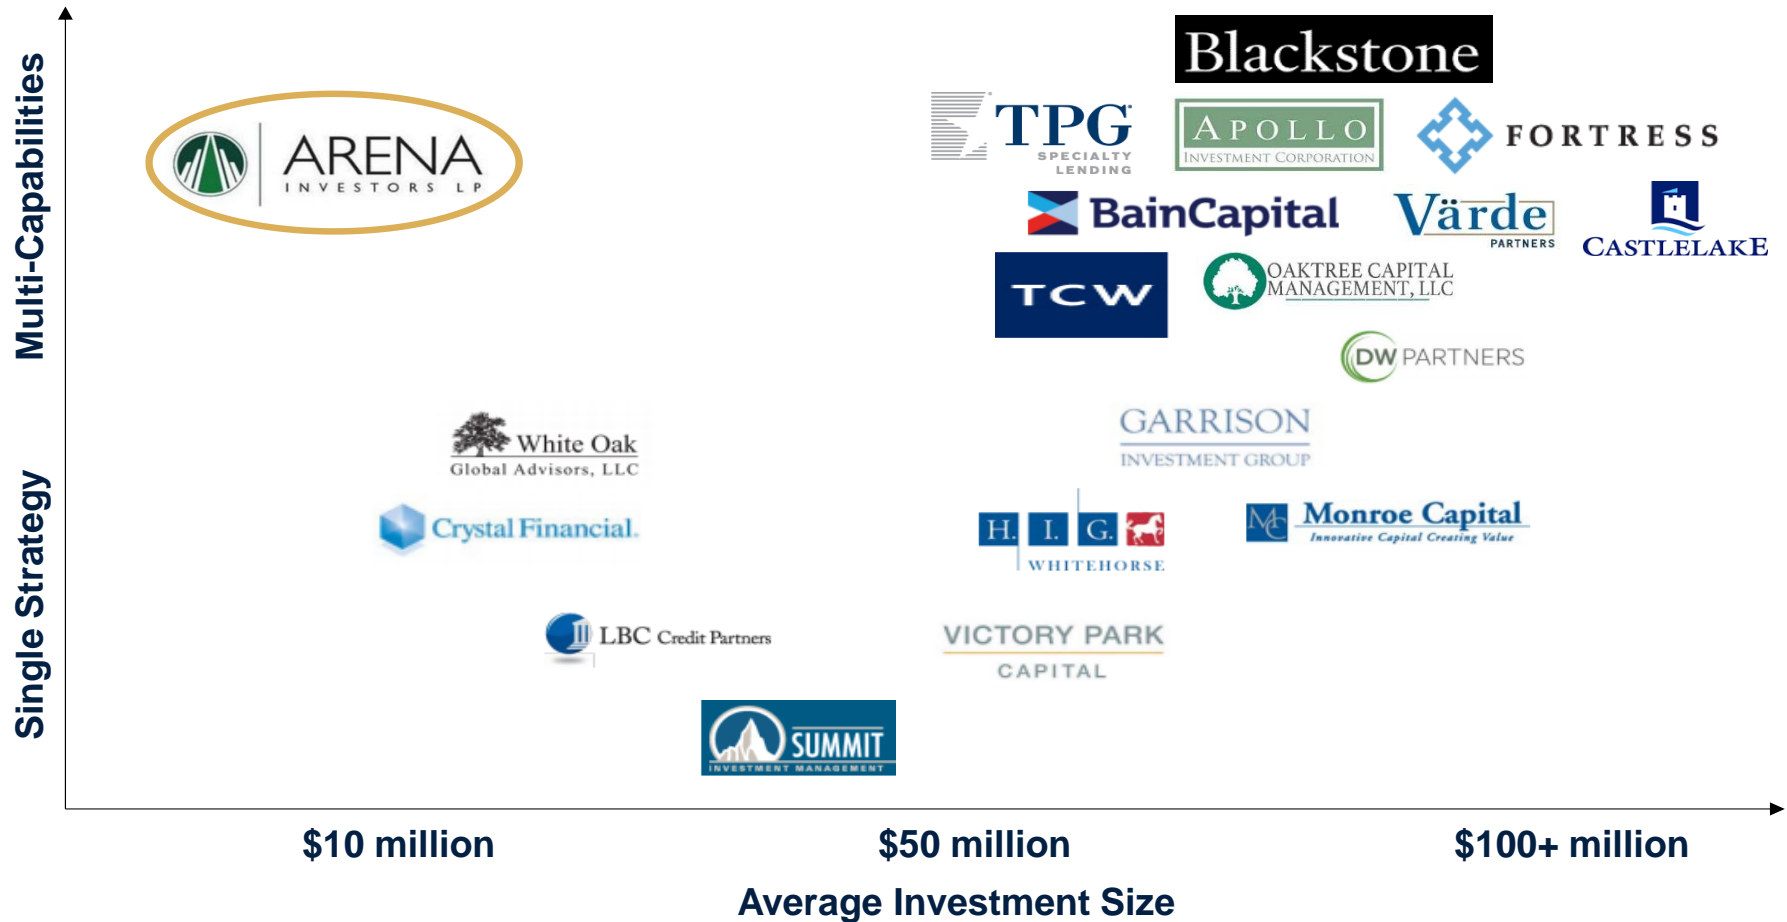 Multi-Capabilities
Single Strategy
Blackstone
ARENA
INVESTORS LP
TPG
SPECIALTY
LENDING
APOLLO
INVESTMENT CORPORATION
FORTRESS
BainCapital
Värde
PARTNERS
CASTLELAKE
TCW
OAKTREE CAPITAL
MANAGEMENT, LLC
DW PARTNERS
White Oak
Global Advisors, LLC
GARRISON
INVESTMENT GROUP
Crystal Financial.
H. I. G.
WHITEHORSE
MC Monroe Capital
Innovative Capital Creating Value
LBC Credit Partners
VICTORY PARK
CAPITAL
SUMMIT
INVESTMENT MANAGEMENT
$10 million
$50 million
$100+ million
Average Investment Size